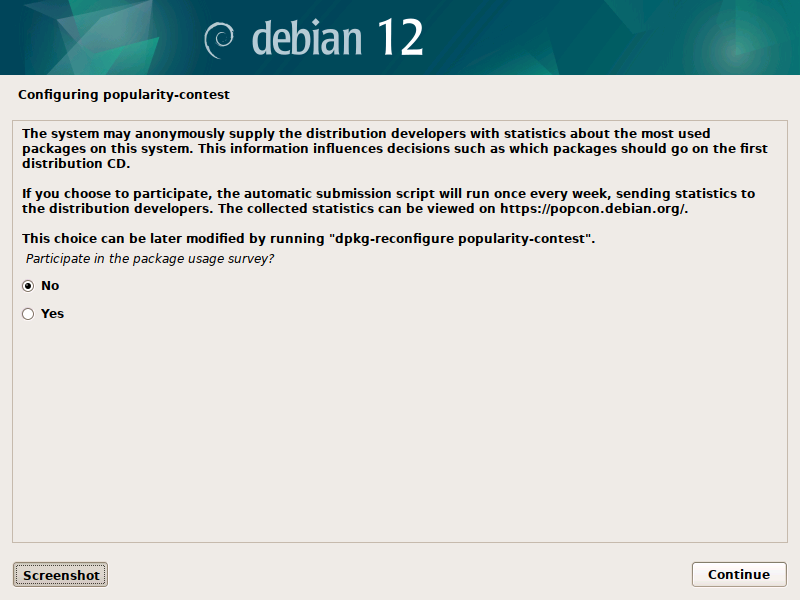 debian 12
Configuring popularity-contest
The system may anonymously supply the distribution developers with statistics about the most used
packages on this system. This information influences decisions such as which packages should go on the first
distribution CD.
If you choose to participate, the automatic submission script will run once every week, sending statistics to
the distribution developers. The collected statistics can be viewed on https://popcon.debian.org/.
This choice can be later modified by running "dpkg-reconfigure popularity-contest".
Participate in the package usage survey?
No
Yes
Screenshot
Continue